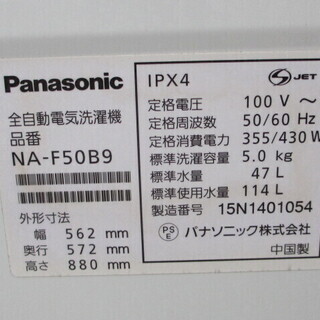 Panasonic
全自動電気洗濯機
品番
NA-F50B9
外形寸法
幅 562 mm
奥行 572 mm
高さ 880 mm
IPX4
S JET
定格電圧 100 V ～
定格周波数 50/60 Hz
定格消費電力 355/430 W
標準洗濯容量 5.0 kg
標準水量 47 L
標準使用水量 114 L
製造番号 15N1401054
PS E パナソニック株式会社
中国製